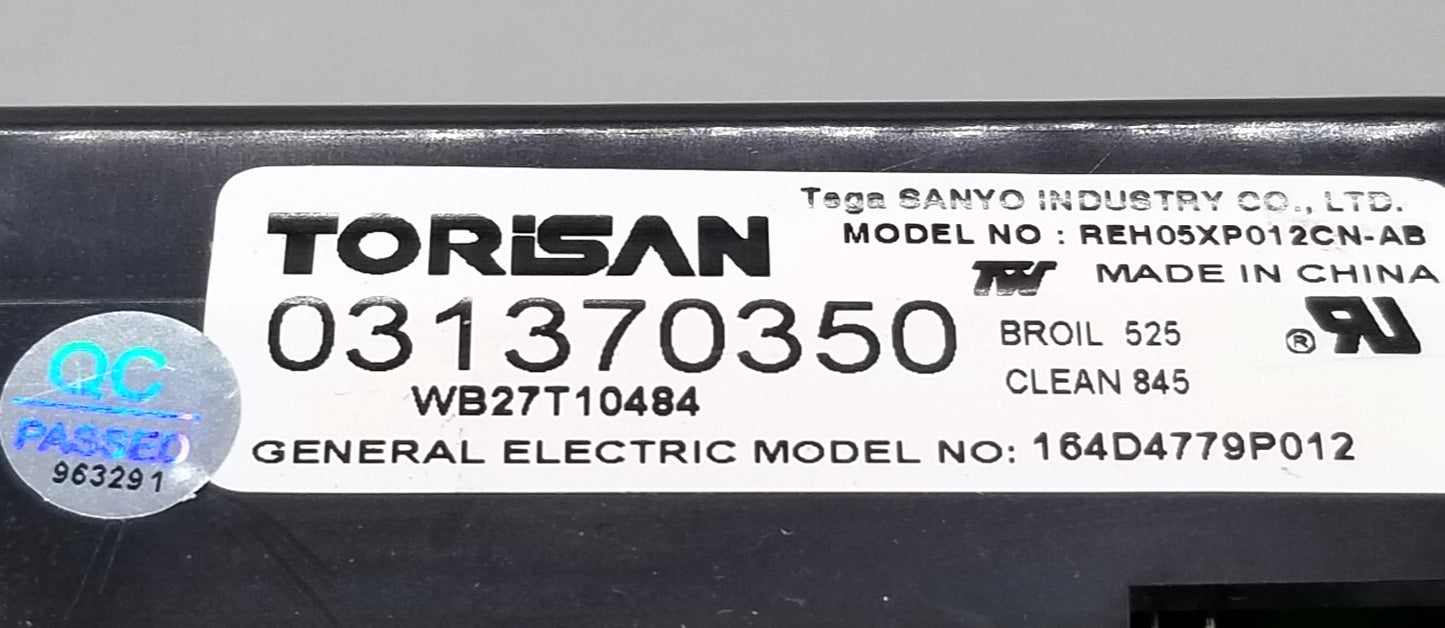 Tega SANYO INDUSTRY CO., LTD.
TORiSAN
MODEL NO : REH05XP012CN-AB
MADE IN CHINA
031370350
BROIL 525
®
CLEAN 845
WB27T10484
GENERAL ELECTRIC MODEL NO: 164D4779P012
QC
PASSED
963291